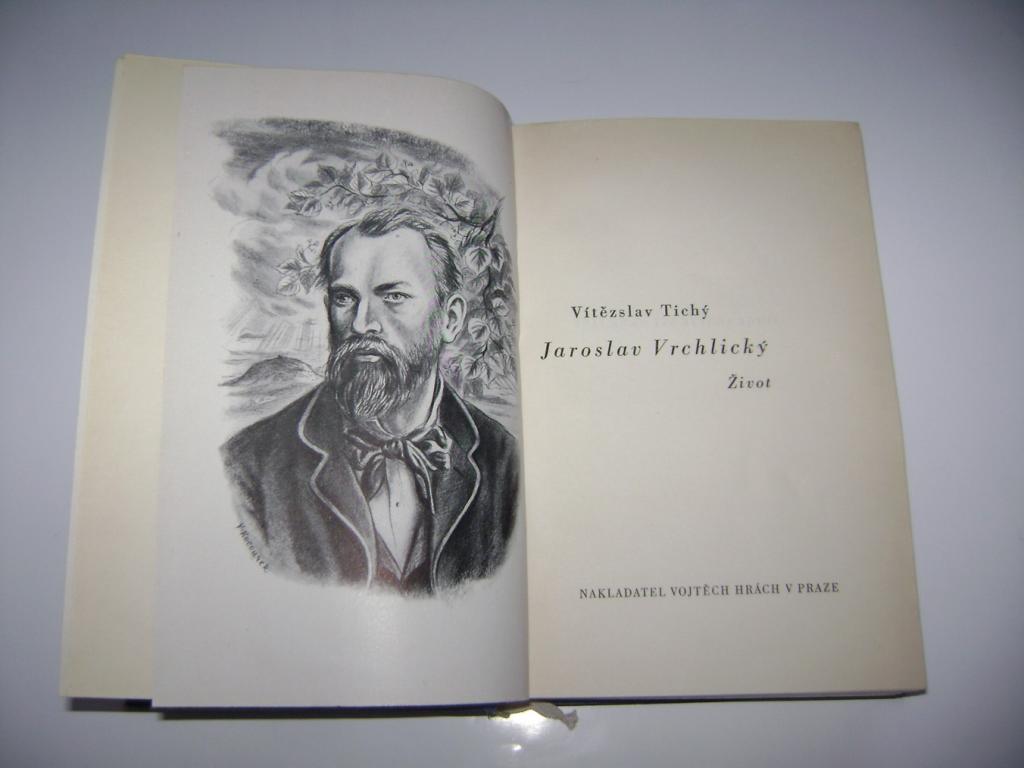 Vítězslav Tichý
Jaroslav Vrchlický
Život
NAKLADATEL VOJTĚCH HRÁCH V PRAZE